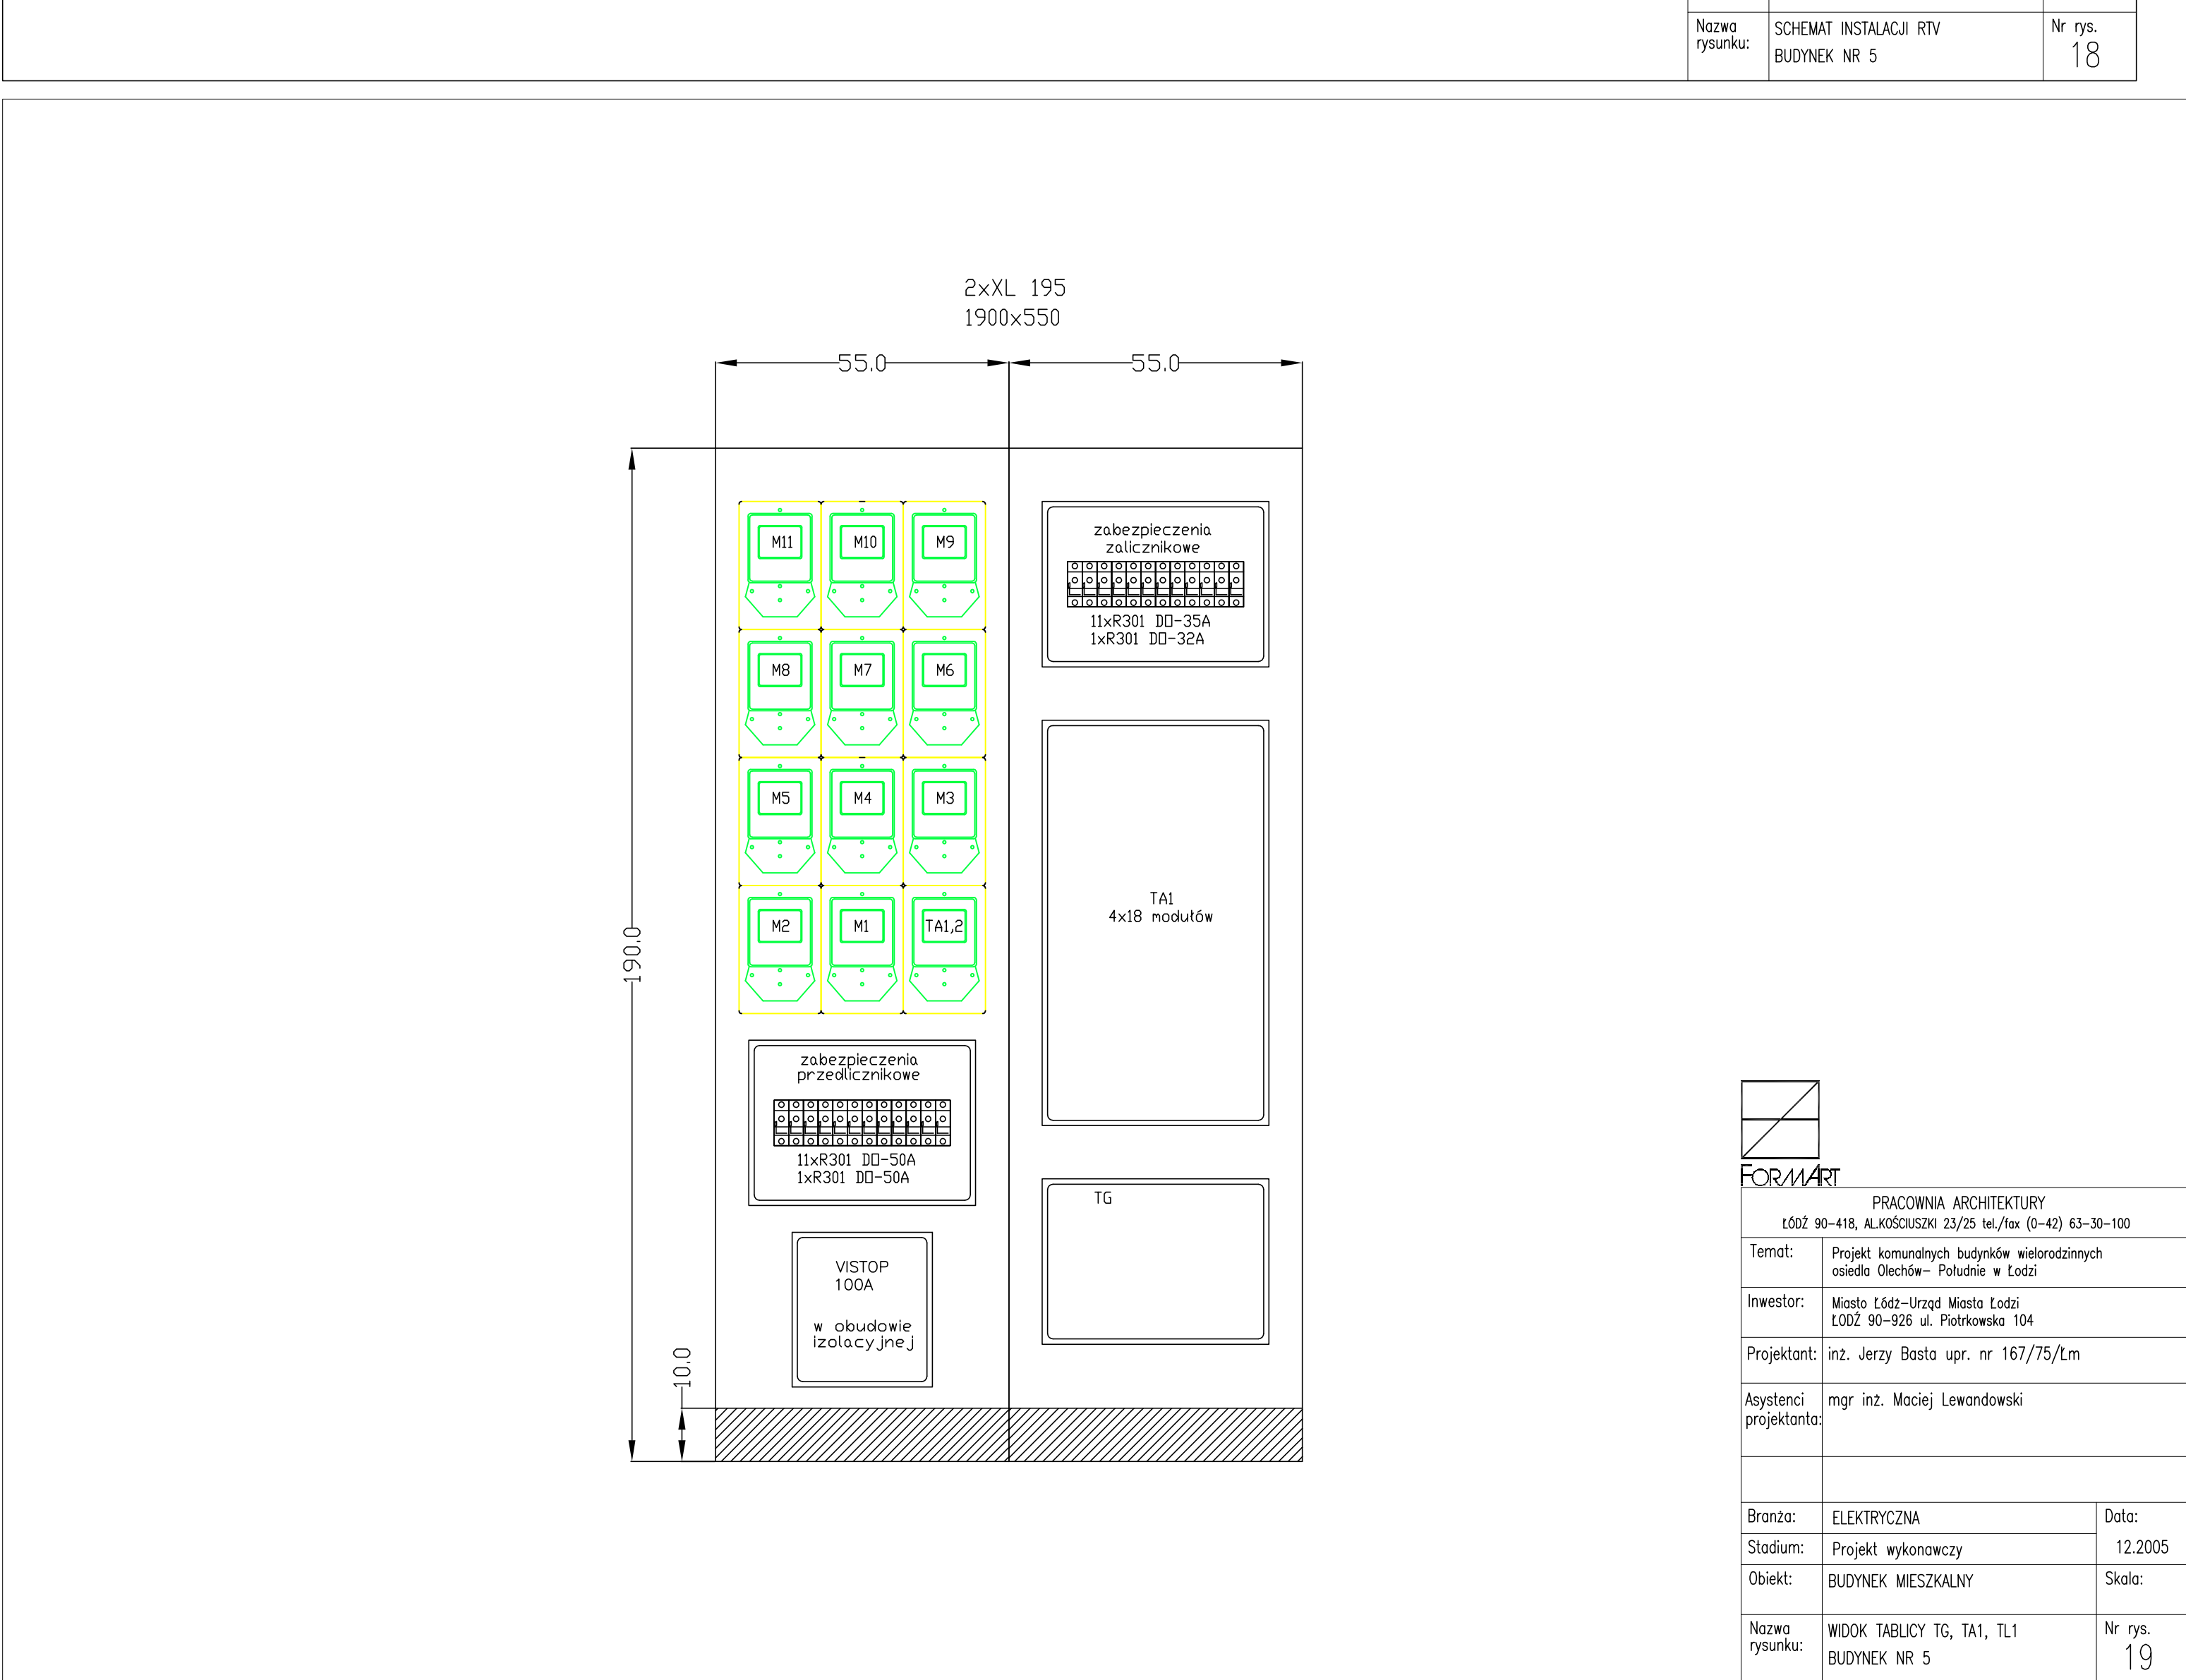 Nazwa
rysunku:
SCHEMAT INSTALACJI RTV
BUDYNEK NR 5
Nr rys.
18
2xXL 195
1900x550
55.0
55.0
190.0
10.0
M11
M10
M9
M8
M7
M6
M5
M4
M3
M2
M1
TA1,2
zabezpieczenia
przedlicznikowe
11xR301 DO-50A
1xR301 DO-50A
VISTOP
100A
w obudowie
izolacyjnej
zabezpieczenia
zalicznikowe
11xR301 DO-35A
1xR301 DO-32A
TA1
4x18 modułów
TG
FORMART
PRACOWNIA ARCHITEKTURY
ŁÓDŹ 90-418, AL.KOŚCIUSZKI 23/25 tel./fax (0-42) 63-30-100
Temat:
Projekt komunalnych budynków wielorodzinnych
osiedla Olechów- Południe w Łodzi
Inwestor:
Miasto Łódź-Urząd Miasta Łodzi
ŁODŹ 90-926 ul. Piotrkowska 104
Projektant:
inż. Jerzy Basta upr. nr 167/75/Łm
Asystenci
projektanta:
mgr inż. Maciej Lewandowski
Branża:
ELEKTRYCZNA
Data:
12.2005
Stadium:
Projekt wykonawczy
Obiekt:
BUDYNEK MIESZKALNY
Skala:
Nazwa
rysunku:
WIDOK TABLICY TG, TA1, TL1
BUDYNEK NR 5
Nr rys.
19